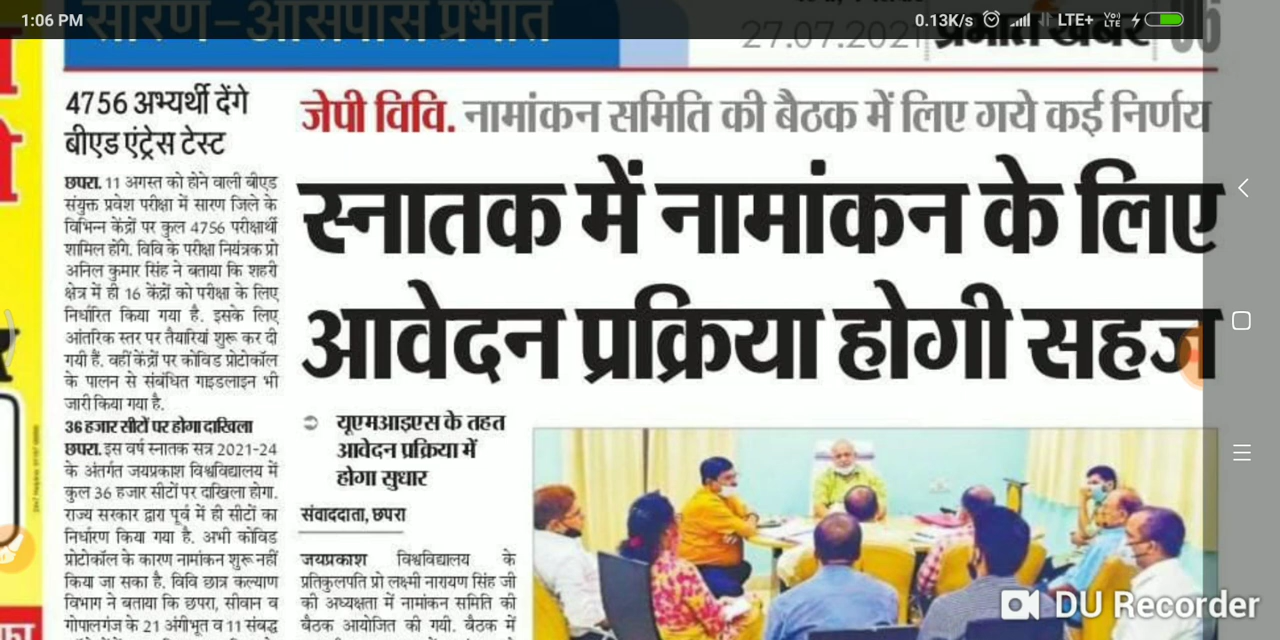 1:06 PM
0.13K/s
LTE+
VoLTE
सारण-आसपास प्रभात
27.07.2021
प्रभात खबर
06
4756 अभ्यर्थी देंगे
बीएड एंट्रेस टेस्ट
छपरा. 11 अगस्त को होने वाली बीएड
संयुक्त प्रवेश परीक्षा में सारण जिले के
विभिन्न केंद्रों पर कुल 4756 परीक्षार्थी
शामिल होंगे. विवि के परीक्षा नियंत्रक प्रो
अनिल कुमार सिंह ने बताया कि शहरी
क्षेत्र में ही 16 केंद्रों को परीक्षा के लिए
निर्धारित किया गया है. इसके लिए
आंतरिक स्तर पर तैयारियां शुरू कर दी
गयी हैं. वहीं केंद्रों पर कोविड प्रोटोकॉल
के पालन से संबंधित गाइडलाइन भी
जारी किया गया है.
36 हजार सीटों पर होगा दाखिला
छपरा. इस वर्ष स्नातक सत्र 2021-24
के अंतर्गत जयप्रकाश विश्वविद्यालय में
कुल 36 हजार सीटों पर दाखिला होगा.
राज्य सरकार द्वारा पूर्व में ही सीटों का
निर्धारण किया गया है. अभी कोविड
प्रोटोकॉल के कारण नामांकन शुरू नहीं
किया जा सका है. विवि छात्र कल्याण
विभाग ने बताया कि छपरा, सीवान व
गोपालगंज के 21 अंगीभूत व 11 संबद्ध
जेपी विवि. नामांकन समिति की बैठक में लिए गये कई निर्णय
स्नातक में नामांकन के लिए
आवेदन प्रक्रिया होगी सहज
यूएमआइएस के तहत
आवेदन प्रक्रिया में
होगा सुधार
संवाददाता, छपरा
जयप्रकाश विश्वविद्यालय के
प्रतिकुलपति प्रो लक्ष्मी नारायण सिंह जी
की अध्यक्षता में नामांकन समिति की
बैठक आयोजित की गयी. बैठक में
DU Recorder